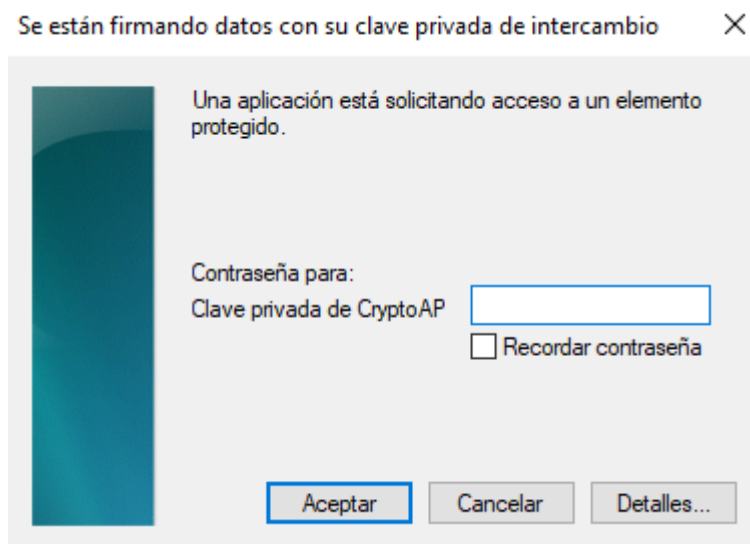 Se están firmando datos con su clave privada de intercambio
Una aplicación está solicitando acceso a un elemento
protegido.
Contraseña para:
Clave privada de CryptoAP
Recordar contraseña
Aceptar
Cancelar
Detalles...